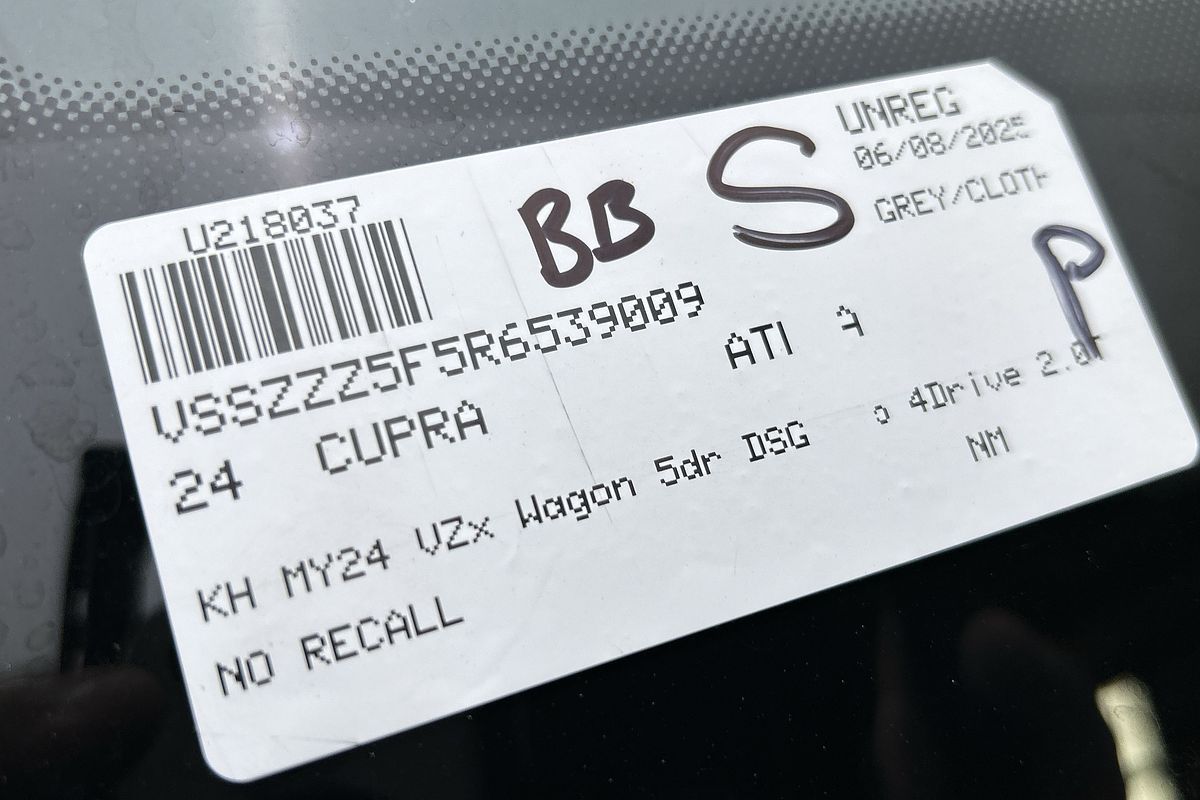 U218037
BB
S
UNREG
06/08/2025
GREY/CLOTH
P
VSSZZZ5F5R6539009
24 CUPRA ATI
KH MY24 VZx Wagon 5dr DSG 4Drive 2.0T
NO RECALL NM